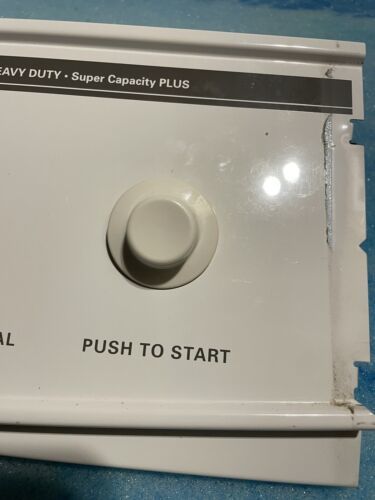 EAVY DUTY · Super Capacity PLUS
AL
PUSH TO START